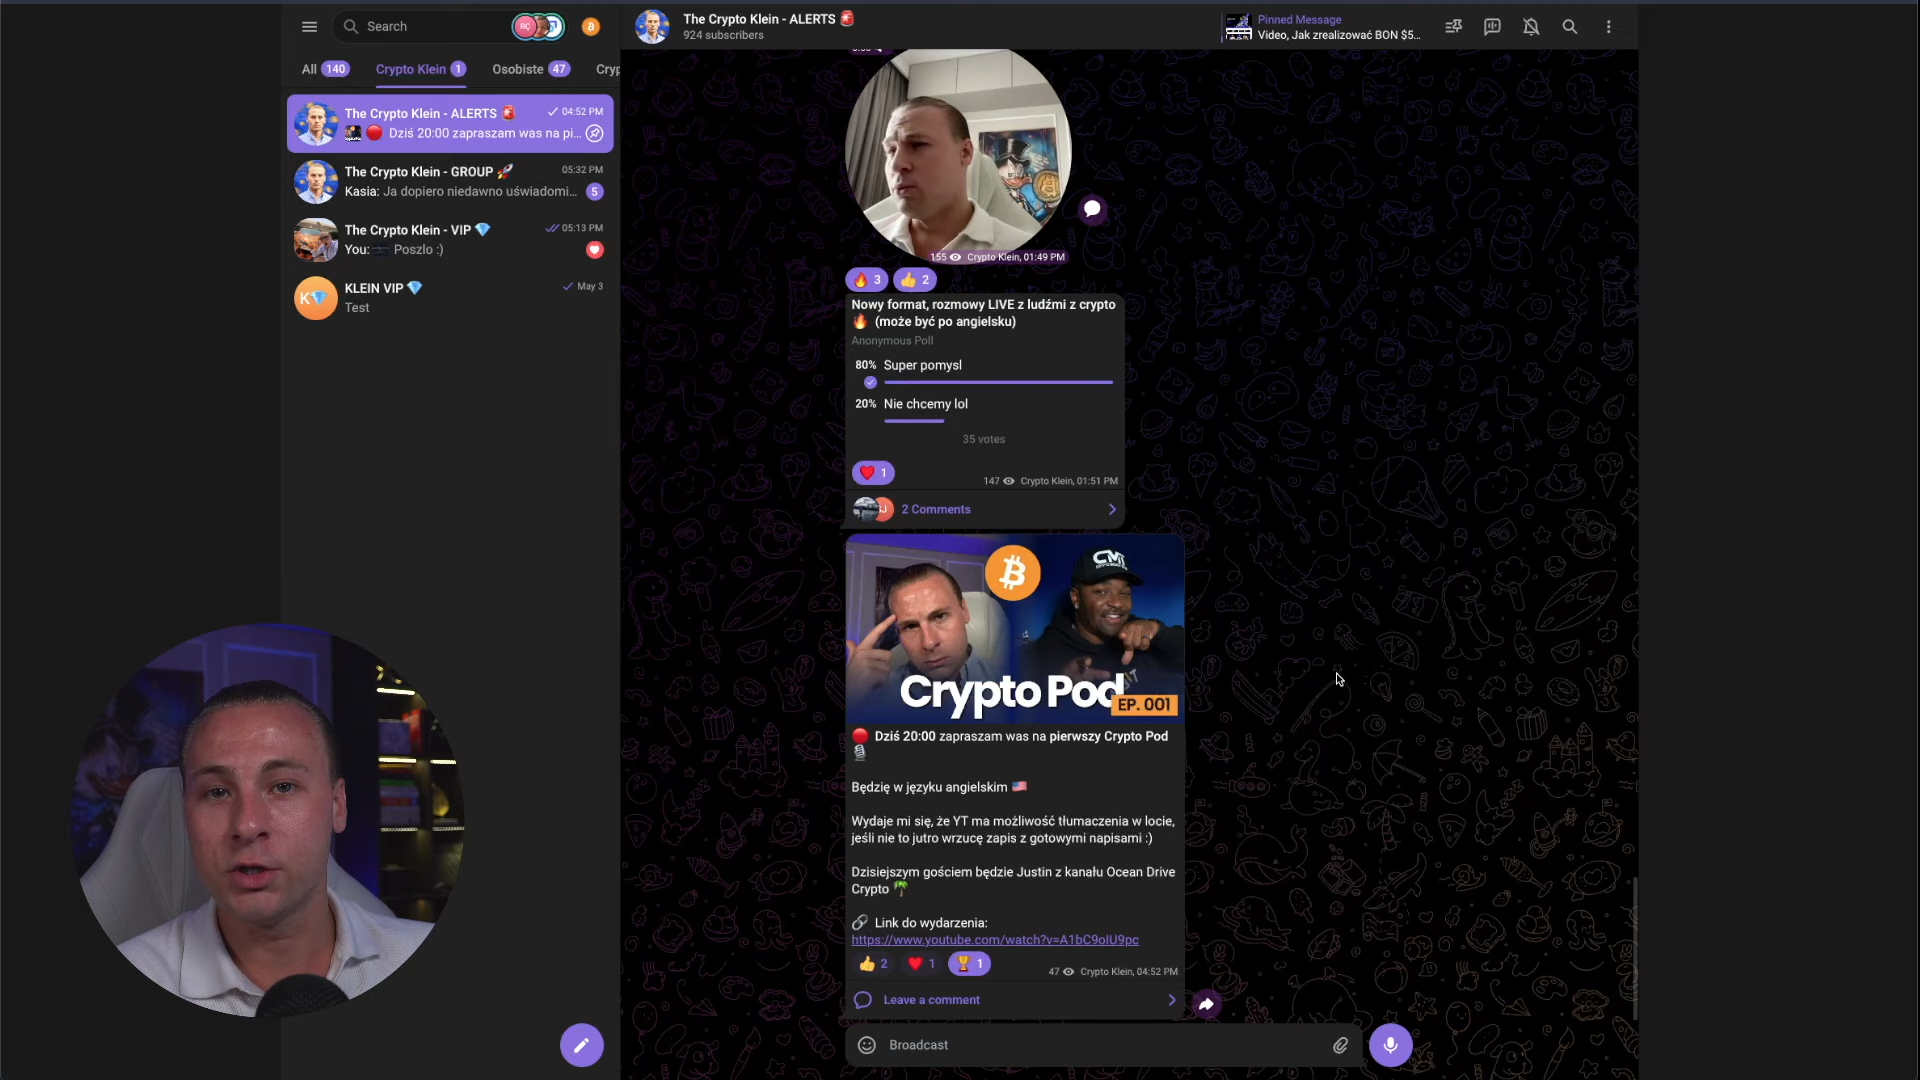 Search
RC
All 140
Crypto Klein 1
Osobiste 47
Cryp
The Crypto Klein - ALERTS 🚨
04:52 PM
🔴 Dziś 20:00 zapraszam was na pi...
The Crypto Klein - GROUP 🚀
05:32 PM
Kasia: Ja dopiero niedawno uświadomi...
5
The Crypto Klein - VIP 💎
05:13 PM
You: Poszlo :)
K💎
KLEIN VIP 💎
May 3
Test
The Crypto Klein - ALERTS 🚨
924 subscribers
Pinned Message
Video, Jak zrealizować BON $5...
155 Crypto Klein, 01:49 PM
🔥 3 👍 2
Nowy format, rozmowy LIVE z ludźmi z crypto
🔥 (może być po angielsku)
Anonymous Poll
80% Super pomysl
20% Nie chcemy lol
35 votes
❤️ 1
147 Crypto Klein, 01:51 PM
2 Comments
CMT
Crypto Pod
EP. 001
🔴 Dziś 20:00 zapraszam was na pierwszy Crypto Pod
🎙️
Będzię w języku angielskim 🇺🇸
Wydaje mi się, że YT ma możliwość tłumaczenia w locie,
jeśli nie to jutro wrzucę zapis z gotowymi napisami :)
Dzisiejszym gościem będzie Justin z kanału Ocean Drive
Crypto 🌴
🔗 Link do wydarzenia:
https://www.youtube.com/watch?v=A1bC9oIU9pc
👍 2 ❤️ 1 🏆 1
47 Crypto Klein, 04:52 PM
Leave a comment
Broadcast